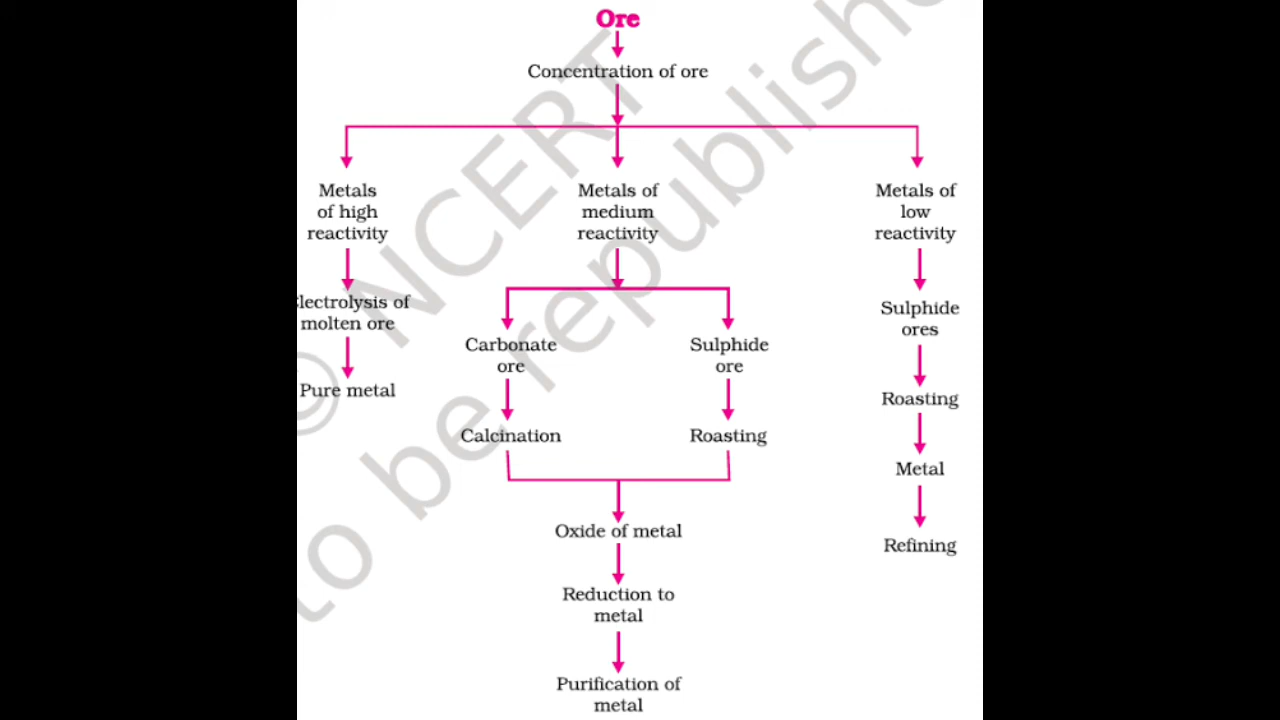 Ore
Concentration of ore
Metals
of high
reactivity
Metals of
medium
reactivity
Metals of
low
reactivity
lectrolysis of
molten ore
Pure metal
Carbonate
ore
Sulphide
ore
Calcination
Roasting
Oxide of metal
Reduction to
metal
Purification of
metal
Sulphide
ores
Roasting
Metal
Refining
© NCERT
to be republishe